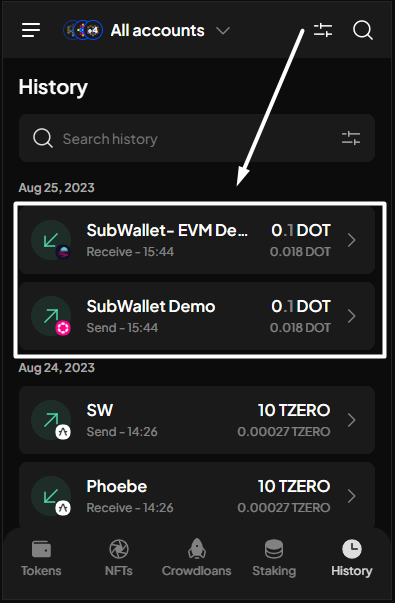 +4 All accounts
History
Search history
Aug 25, 2023
SubWallet- EVM De... 0.1 DOT
Receive - 15:44 0.018 DOT
SubWallet Demo 0.1 DOT
Send - 15:44 0.018 DOT
Aug 24, 2023
SW 10 TZERO
Send - 14:26 0.00027 TZERO
Phoebe 10 TZERO
Receive - 14:26 0.00027 TZERO
Tokens NFTs Crowdloans Staking History